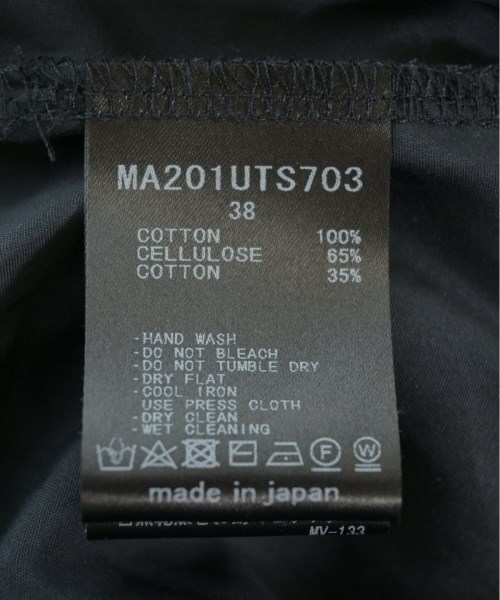 MA201UTS703
38
COTTON 100%
CELLULOSE 65%
COTTON 35%
-HAND WASH
-DO NOT BLEACH
-DO NOT TUMBLE DRY
-DRY FLAT
-COOL IRON
USE PRESS CLOTH
-DRY CLEAN
-WET CLEANING
F W
made in japan
MV-133